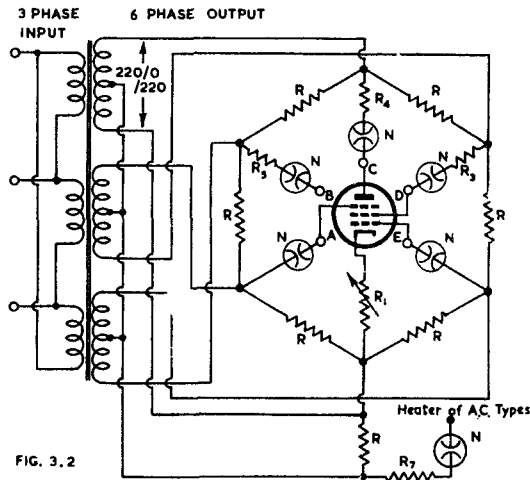 3 PHASE
INPUT
6 PHASE OUTPUT
220/0
/220
R
R
R4
N
C
N
R5
B
N
D
R3
R
R
A
N
E
N
R1
R
R
Heater of A.C. Types
R
N
R7
FIG. 3.2